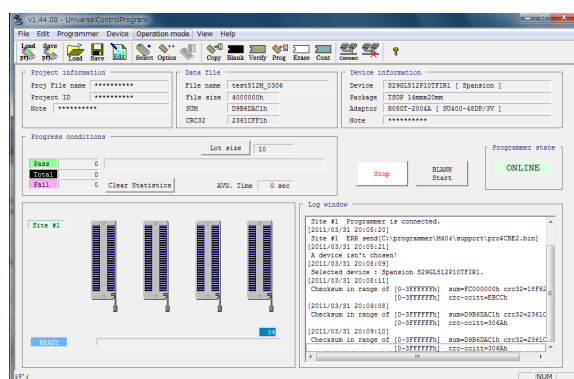 v1.44.00 - UniversalControlProgram
File Edit Programmer Device Operation mode View Help
Load prj Save prj Load Save Edit Select Option Copy Blank Verify Prog Erase Cont Connect ?
Project information
Proj File name **********
Project ID **********
Note **********
Data file
File name test512M_0306
File size 4000000h
SUM D9B6DAC1h
CRC32 2361CFF1h
Device information
Device S29GL512P10TFIR1 [ Spansion ]
Package TSOP 14mmx20mm
Adaptor H05OT-2004A [ SU400-48DP/3V ]
Note **********
Progress conditions
Lot size 10
Pass 0
Total 0
Fail 0 Clear Statistics AVG. Time 0 sec
Stop
BLANK
Start
Programmer state
ONLINE
Site #1
0%
READY
Log window
Site #1 Programmer is connected.
[2011/03/31 20:05:20]
Site #1 ERR send[C:\programmer\M404\support\pro$CBE2.bin]
[2011/03/31 20:05:21]
A device isn't chosen!
[2011/03/31 20:08:09]
Selected device : Spansion S29GL512P10TFIR1.
[2011/03/31 20:08:11]
Checksum in range of [0-3FFFFFFh] sum=FC000000h crc32=18F62
[0-3FFFFFFh] crc-ccitt=EBCCh
[2011/03/31 20:09:08]
Checksum in range of [0-3FFFFFFh] sum=D9B6DAC1h crc32=2361C
[0-3FFFFFFh] crc-ccitt=306Ah
[2011/03/31 20:09:10]
Checksum in range of [0-3FFFFFFh] sum=D9B6DAC1h crc32=2361C
[0-3FFFFFFh] crc-ccitt=304Ah
ﾚﾃﾞｨ NUM